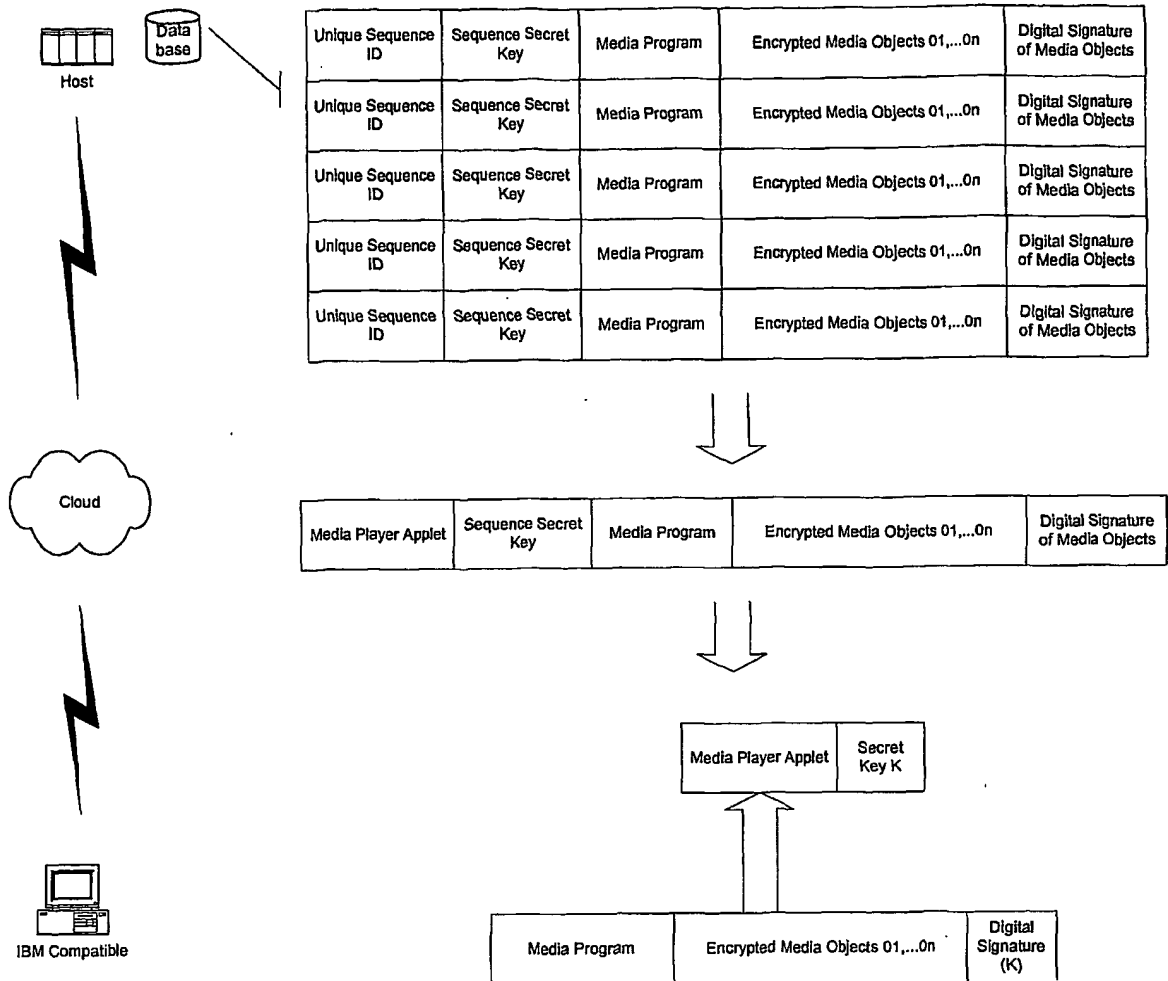 Data
base
Host
Unique Sequence
ID
Sequence Secret
Key
Media Program
Encrypted Media Objects 01,...0n
Digital Signature
of Media Objects
Unique Sequence
ID
Sequence Secret
Key
Media Program
Encrypted Media Objects 01,...0n
Digital Signature
of Media Objects
Unique Sequence
ID
Sequence Secret
Key
Media Program
Encrypted Media Objects 01,...0n
Digital Signature
of Media Objects
Unique Sequence
ID
Sequence Secret
Key
Media Program
Encrypted Media Objects 01,...0n
Digital Signature
of Media Objects
Unique Sequence
ID
Sequence Secret
Key
Media Program
Encrypted Media Objects 01,...0n
Digital Signature
of Media Objects
Cloud
Media Player Applet
Sequence Secret
Key
Media Program
Encrypted Media Objects 01,...0n
Digital Signature
of Media Objects
Media Player Applet
Secret
Key K
IBM Compatible
Media Program
Encrypted Media Objects 01,...0n
Digital
Signature
(K)